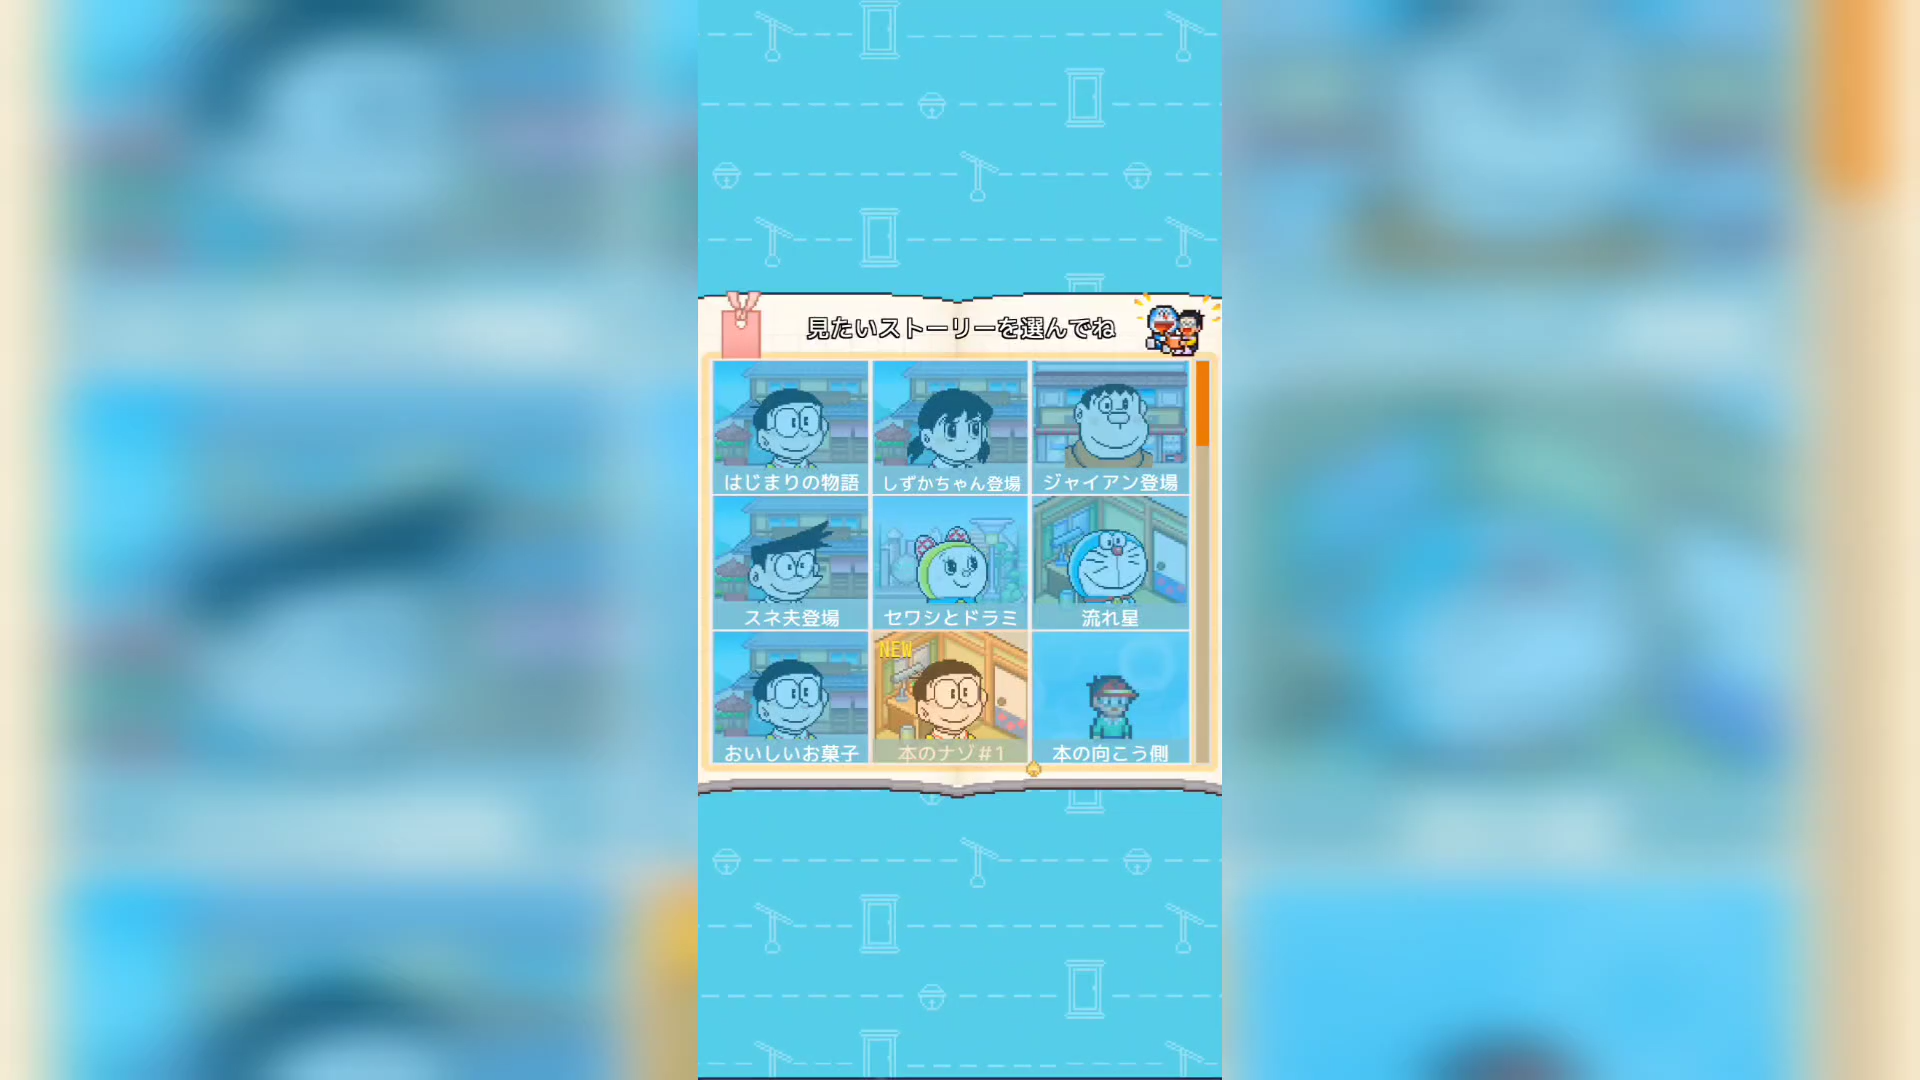 見たいストーリーを選んでね
はじまりの物語
しずかちゃん登場
ジャイアン登場
スネ夫登場
セワシとドラミ
流れ星
おいしいお菓子
NEW
本のナゾ#1
本の向こう側